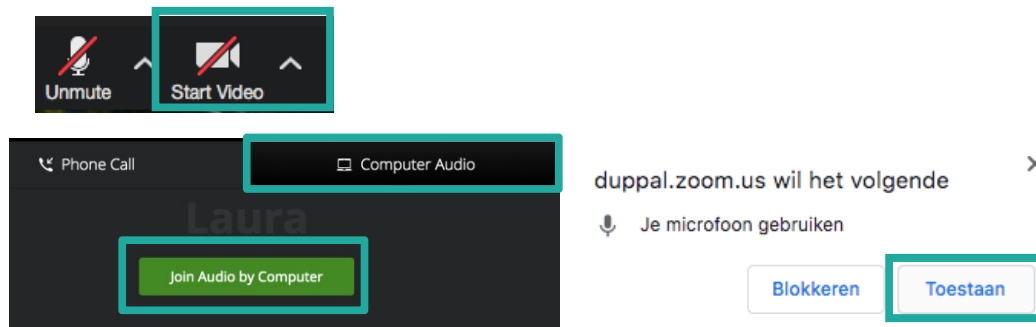 Unmute
Start Video
Phone Call
Computer Audio
Laura
Join Audio by Computer
duppal.zoom.us wil het volgende
Je microfoon gebruiken
Blokkeren
Toestaan